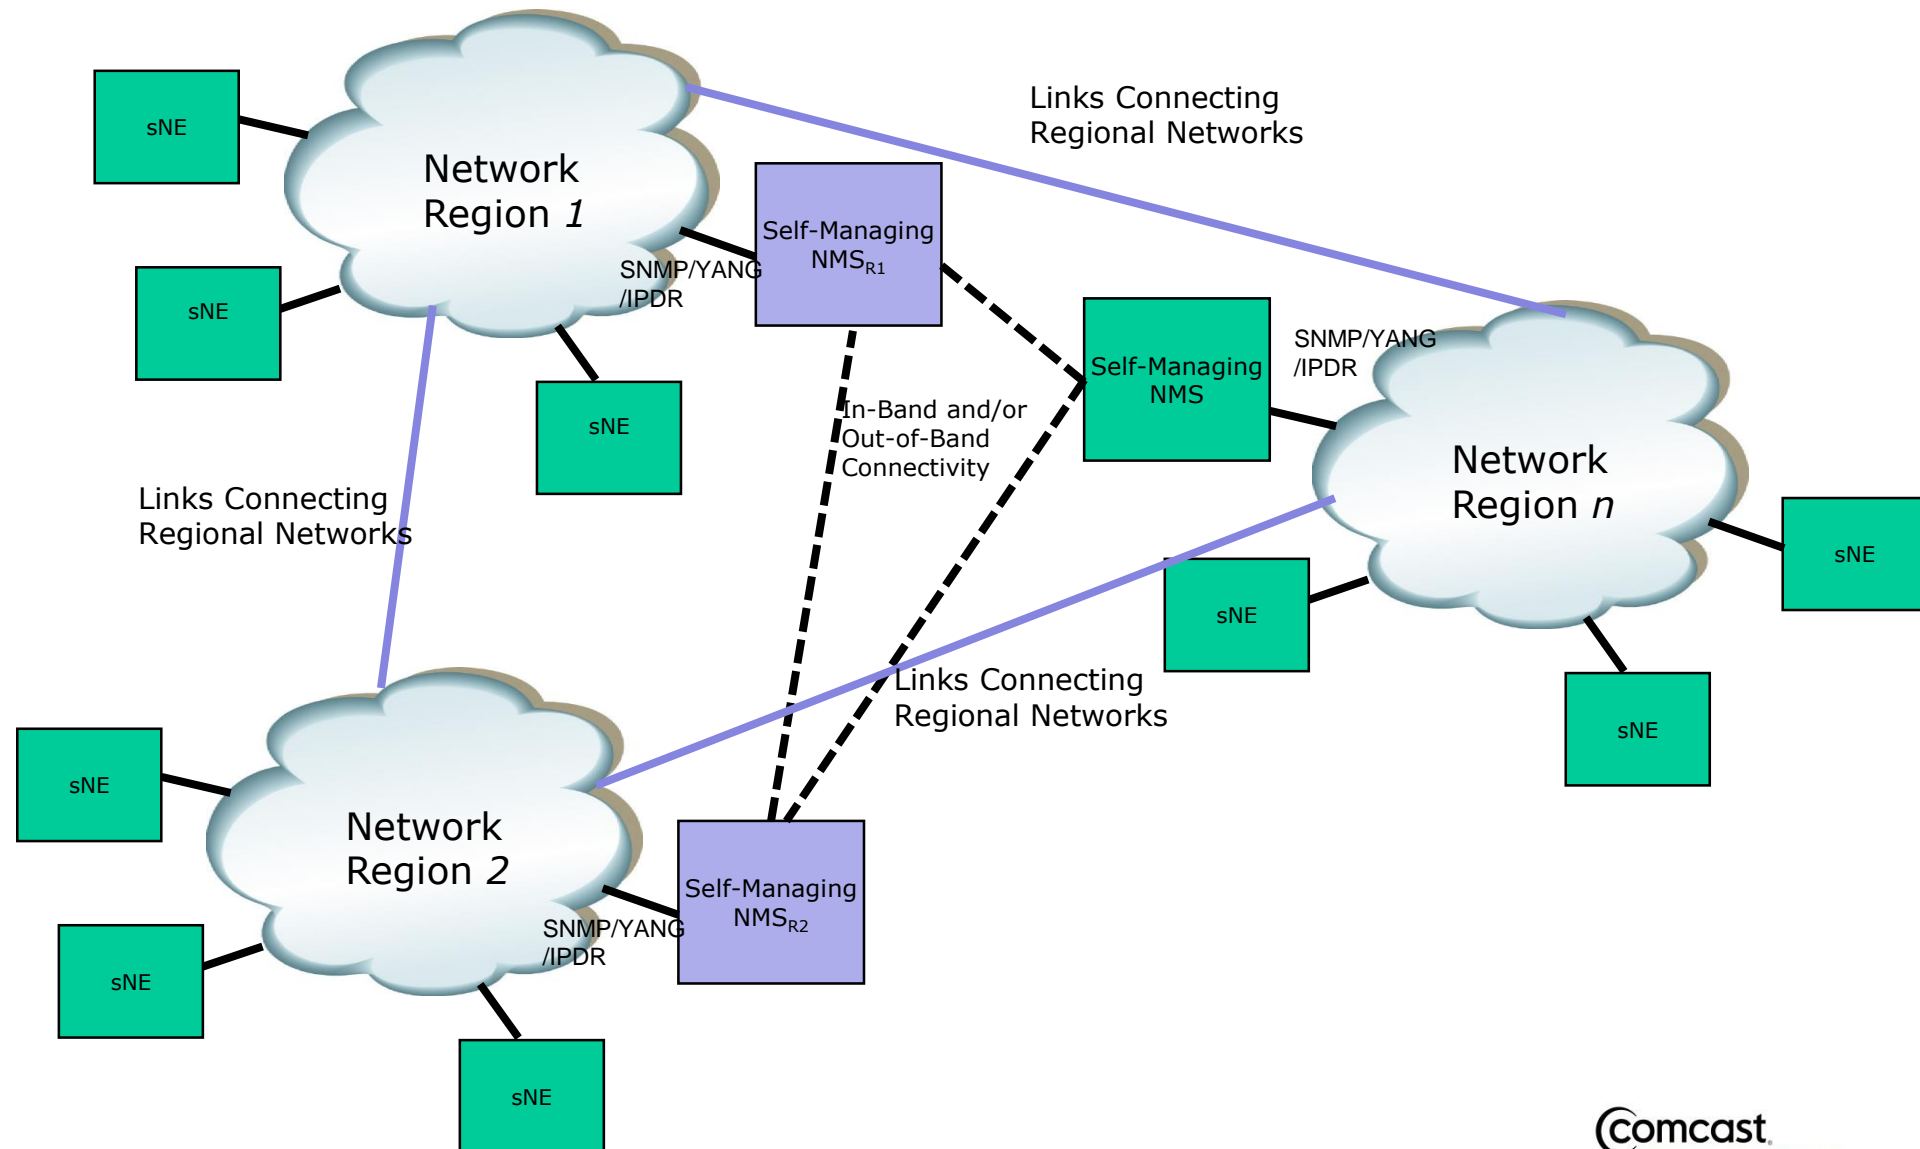 Links Connecting
Regional Networks
sNE
Network
Region 1
Self-Managing
NMSR1
SNMP/YANG
/IPDR
sNE
sNE
Self-Managing
NMS
SNMP/YANG
/IPDR
In-Band and/or
Out-of-Band
Connectivity
Network
Region n
Links Connecting
Regional Networks
sNE
sNE
sNE
Links Connecting
Regional Networks
sNE
Network
Region 2
Self-Managing
NMSR2
SNMP/YANG
/IPDR
sNE
sNE
Comcast